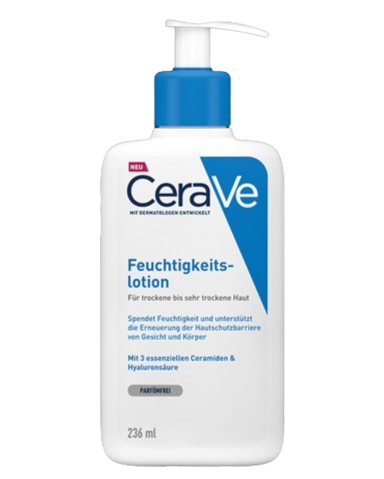 NEU
CeraVe
MIT DERMATOLOGEN ENTWICKELT
Feuchtigkeits-
lotion
Für trockene bis sehr trockene Haut
Spendet Feuchtigkeit und unterstützt
die Erneuerung der Hautschutzbarriere
von Gesicht und Körper
Mit 3 essenziellen Ceramiden &
Hyaluronsäure
PARFÜMFREI
236 ml